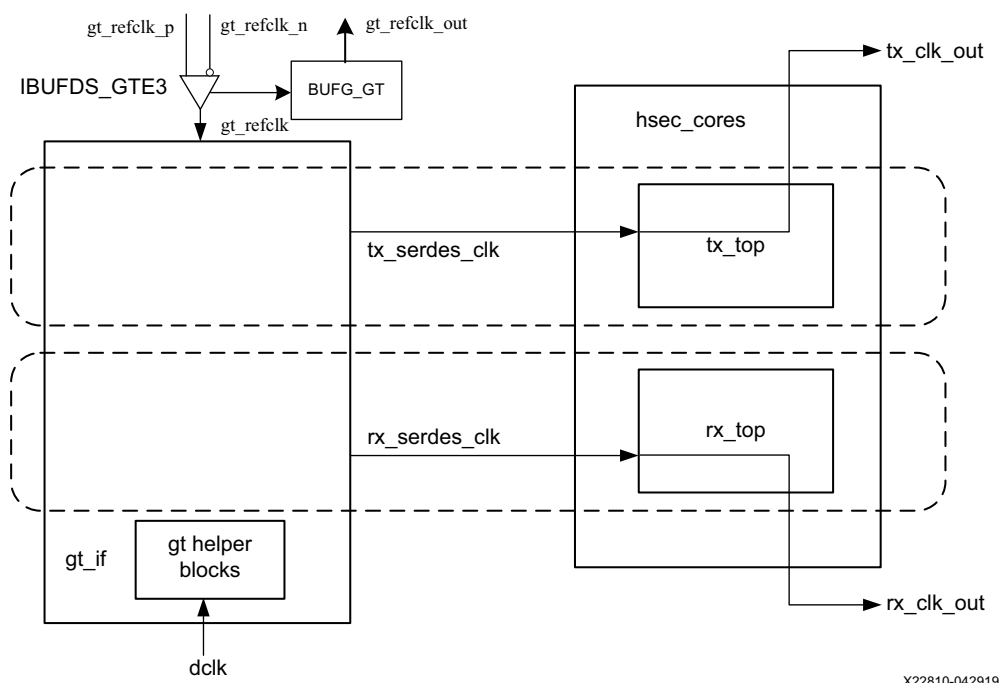 gt_refclk_p
gt_refclk_n
gt_refclk_out
tx_clk_out
IBUFDS_GTE3
BUFG_GT
gt_refclk
hsec_cores
tx_serdes_clk
tx_top
rx_serdes_clk
rx_top
gt_if
gt helper
blocks
rx_clk_out
dclk
X22810-042919